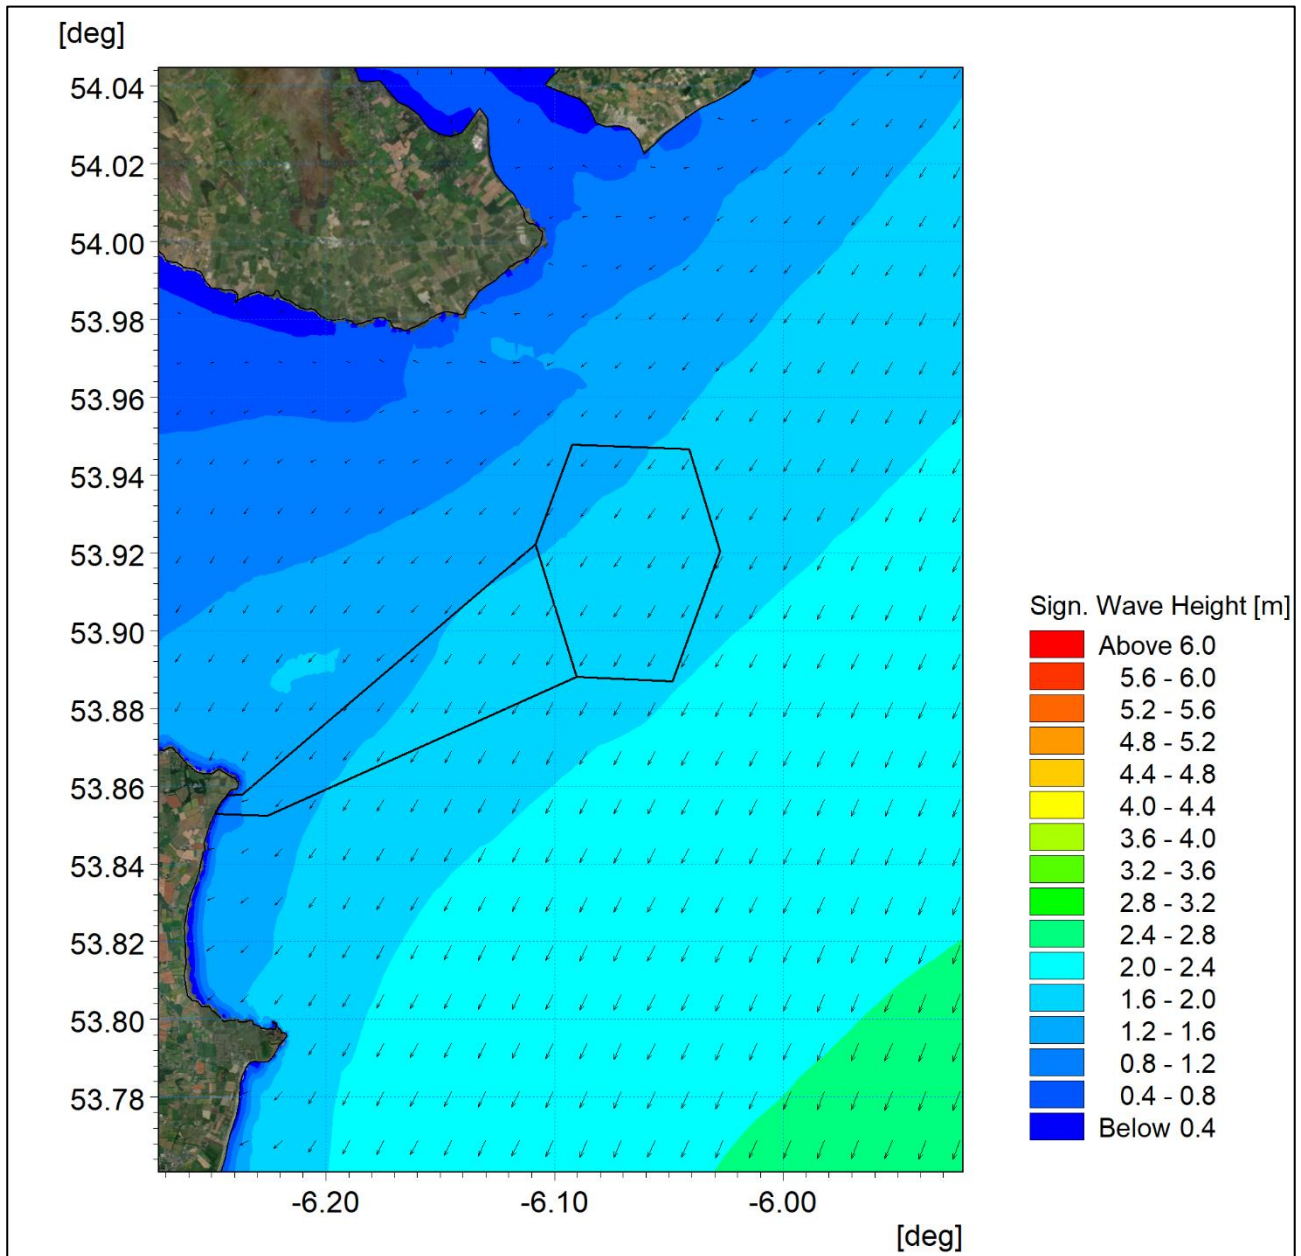 [deg]
54.04
54.02
54.00
53.98
53.96
53.94
53.92
53.90
53.88
53.86
53.84
53.82
53.80
53.78
-6.20 -6.10 -6.00
[deg]
Sign. Wave Height [m]
Above 6.0
5.6 - 6.0
5.2 - 5.6
4.8 - 5.2
4.4 - 4.8
4.0 - 4.4
3.6 - 4.0
3.2 - 3.6
2.8 - 3.2
2.4 - 2.8
2.0 - 2.4
1.6 - 2.0
1.2 - 1.6
0.8 - 1.2
0.4 - 0.8
Below 0.4